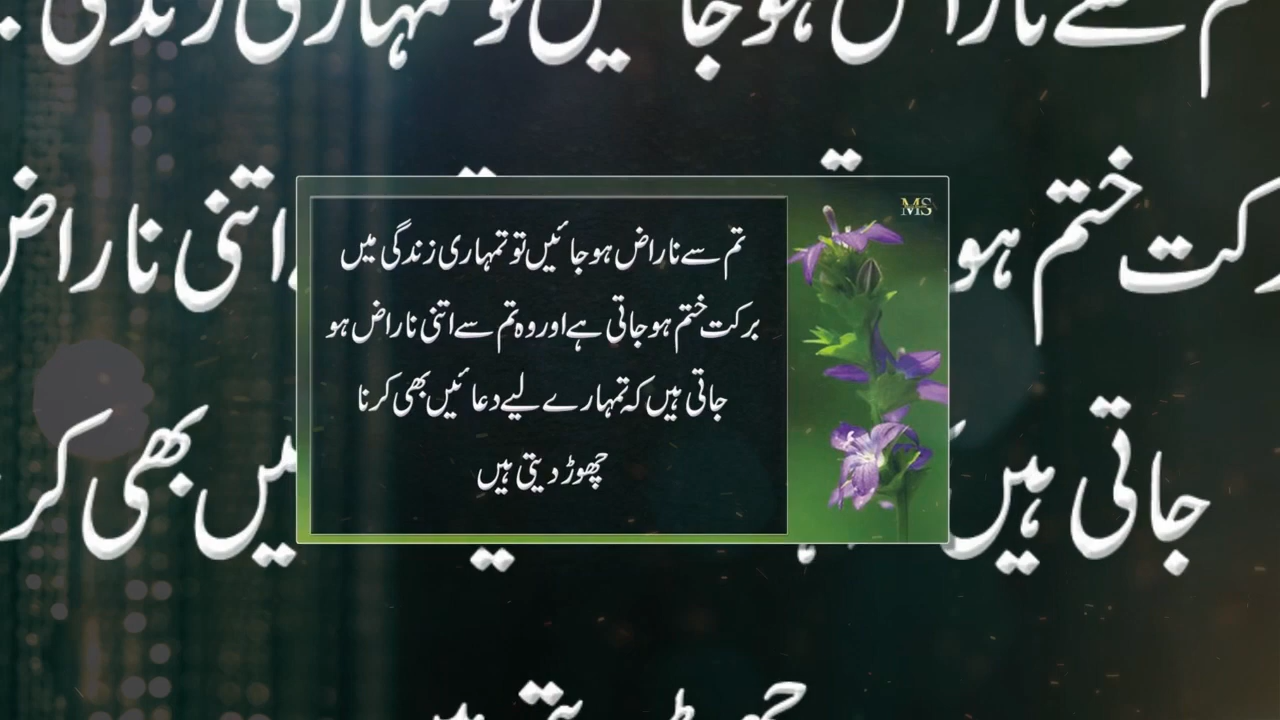 تم سے ناراض ہو جائیں تو تمہاری زندگی میں
برکت ختم ہو جاتی ہے اور وہ تم سے اتنی ناراض ہو
جاتی ہیں کہ تمہارے لیے دعائیں بھی کرنا
چھوڑ دیتی ہیں
MS